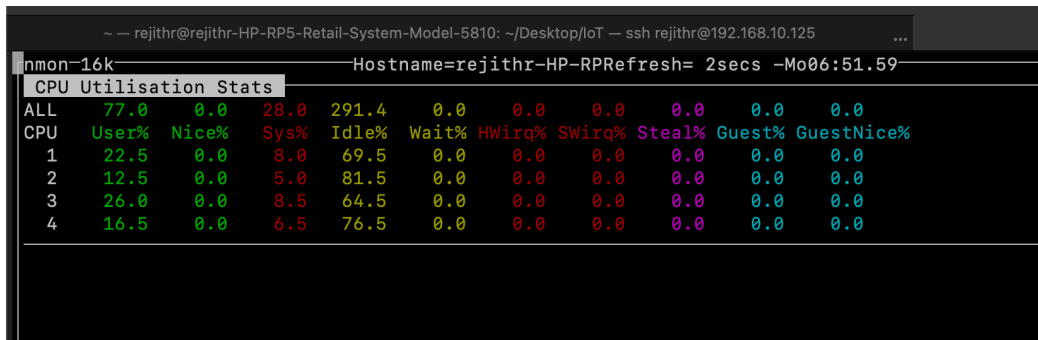 ~ — rejithr@rejithr-HP-RP5-Retail-System-Model-5810: ~/Desktop/IoT — ssh rejithr@192.168.10.125 ...
nmon─16k Hostname=rejithr-HP-RPRefresh= 2secs -Mo06:51.59
CPU Utilisation Stats
ALL 77.0 0.0 28.0 291.4 0.0 0.0 0.0 0.0 0.0 0.0
CPU User% Nice% Sys% Idle% Wait% HWirq% SWirq% Steal% Guest% GuestNice%
1 22.5 0.0 8.0 69.5 0.0 0.0 0.0 0.0 0.0 0.0
2 12.5 0.0 5.0 81.5 0.0 0.0 0.0 0.0 0.0 0.0
3 26.0 0.0 8.5 64.5 0.0 0.0 0.0 0.0 0.0 0.0
4 16.5 0.0 6.5 76.5 0.0 0.0 0.0 0.0 0.0 0.0